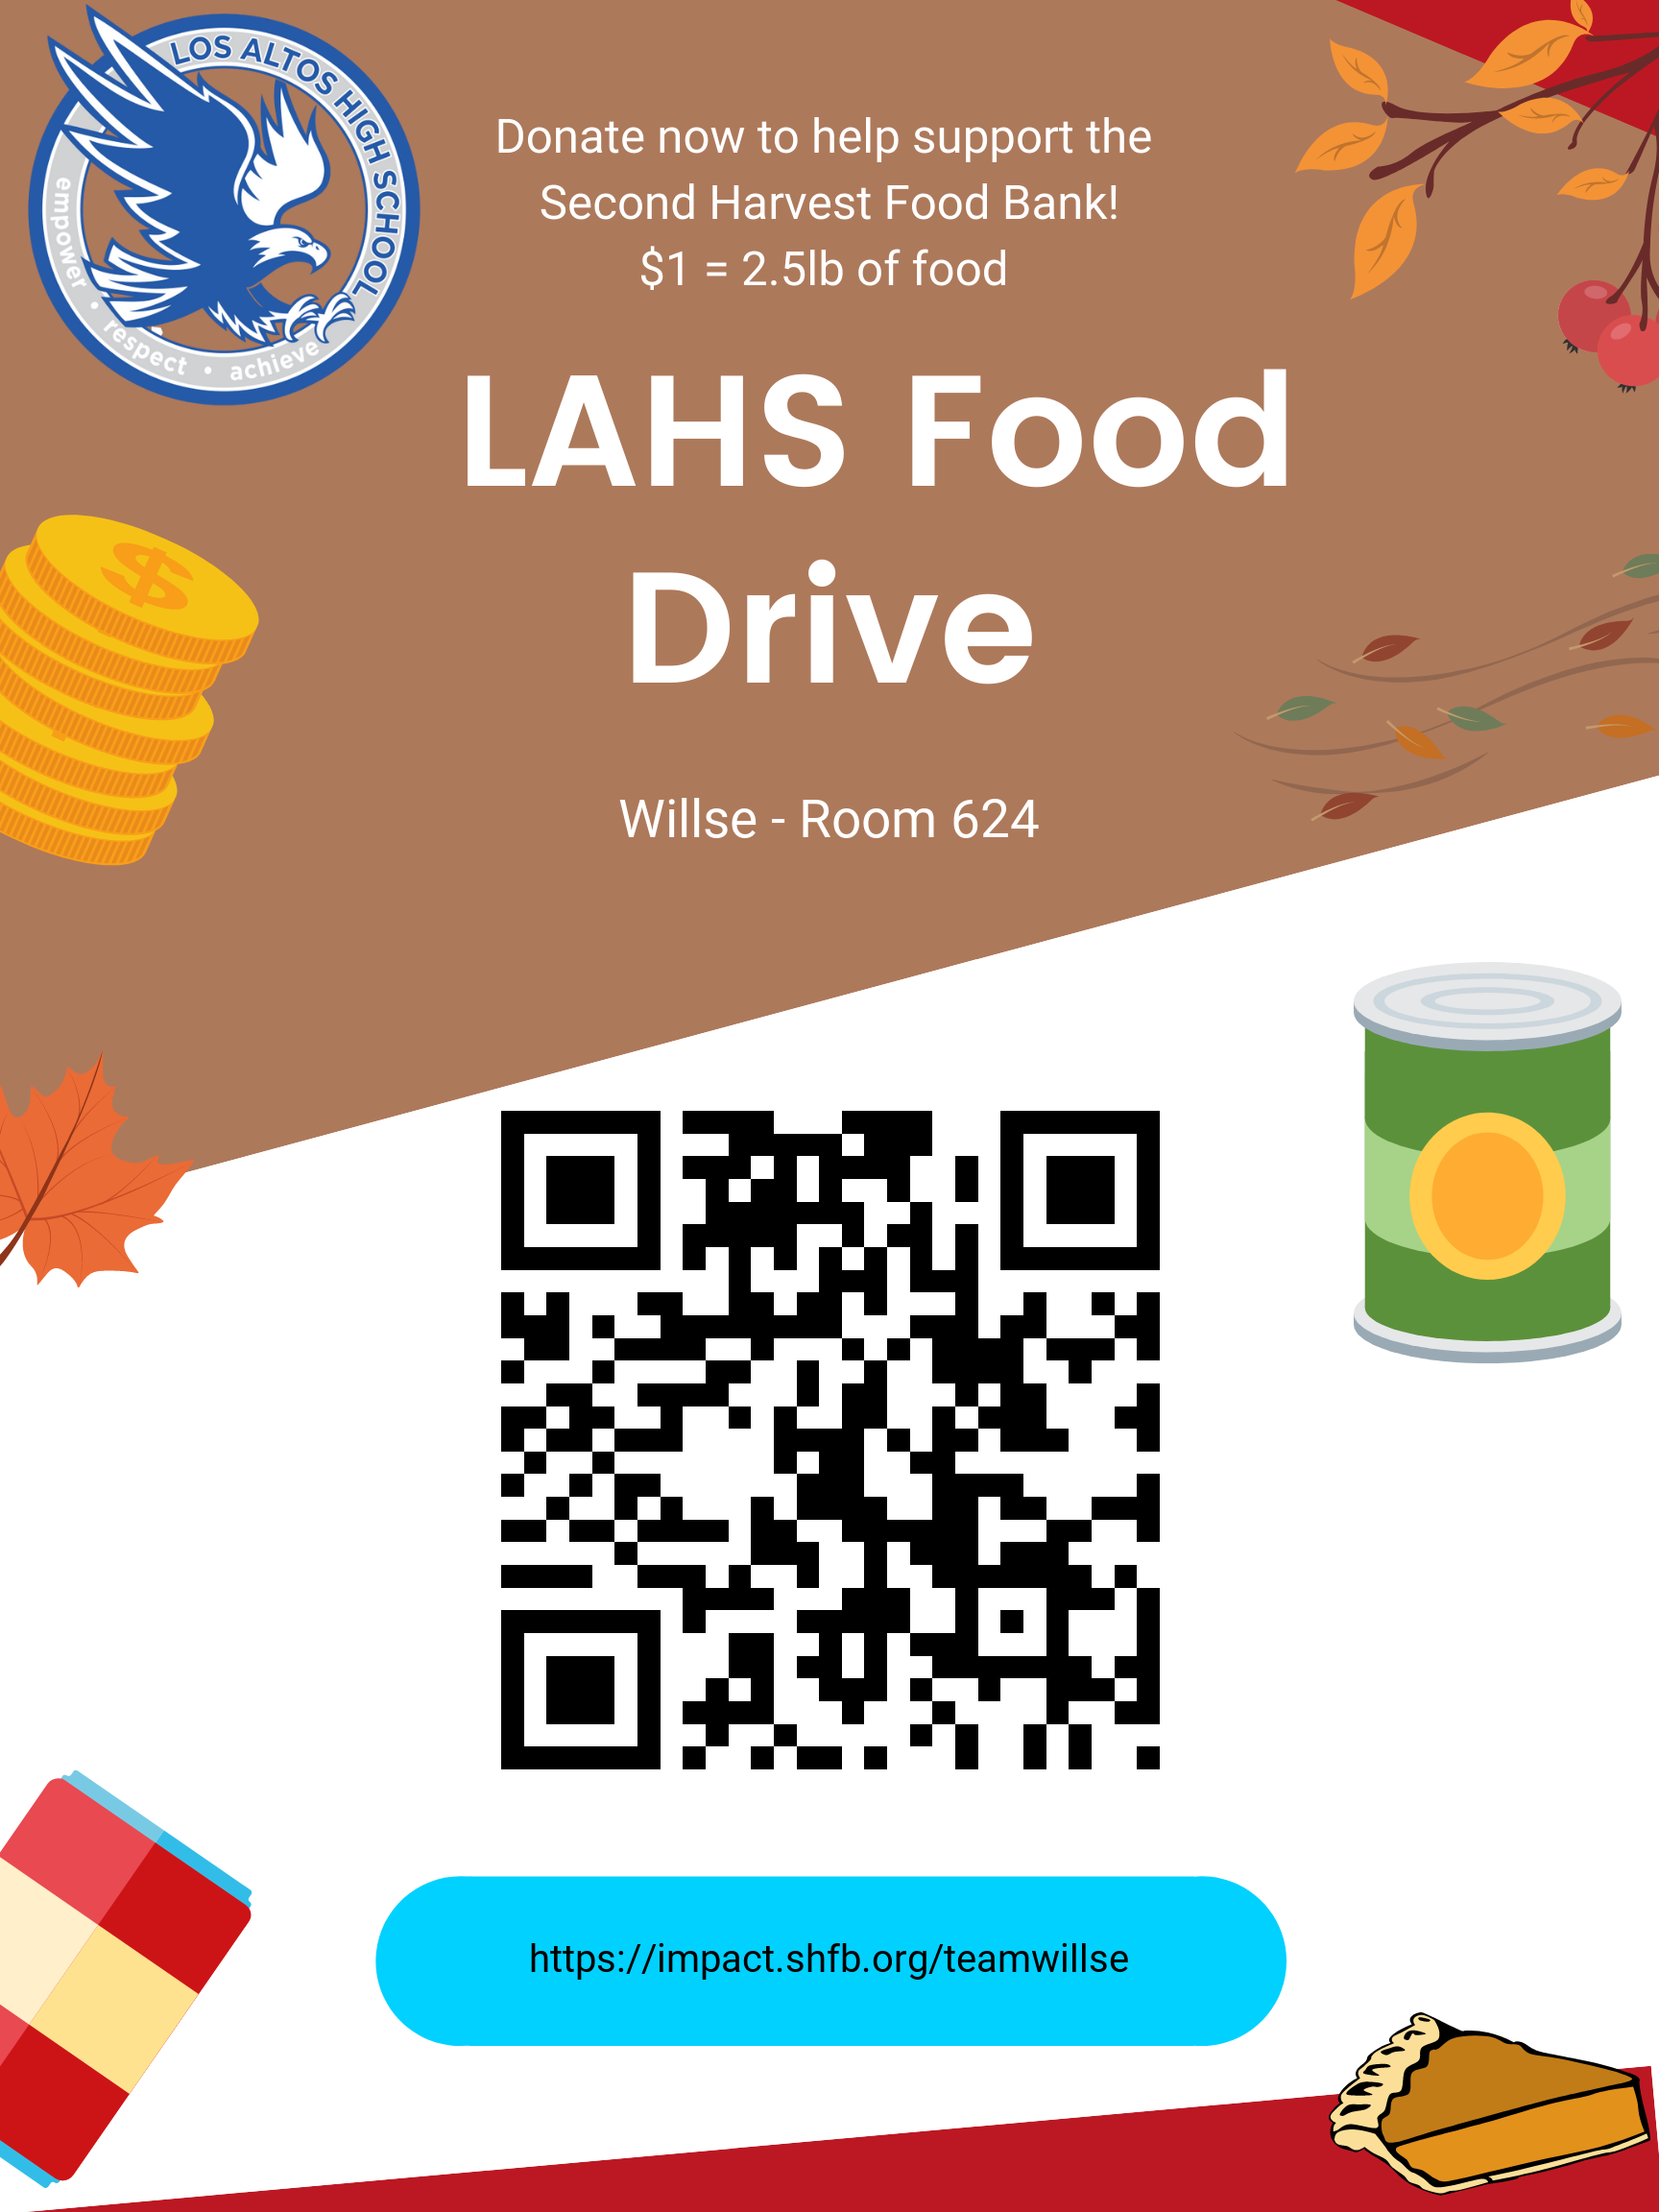 LOS ALTOS HIGH SCHOOL
empower • respect • achieve
Donate now to help support the
Second Harvest Food Bank!
$1 = 2.5lb of food
LAHS Food
Drive
Willse - Room 624
$
https://impact.shfb.org/teamwillse